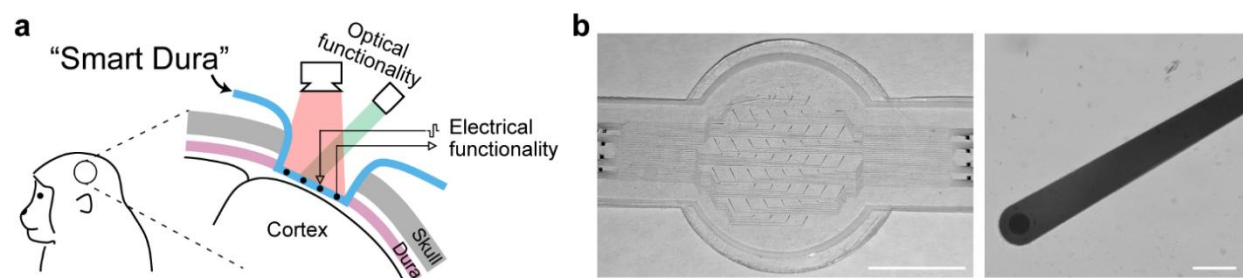 a
"Smart Dura"
Optical
functionality
Electrical
functionality
Cortex
Skull
Dura
b